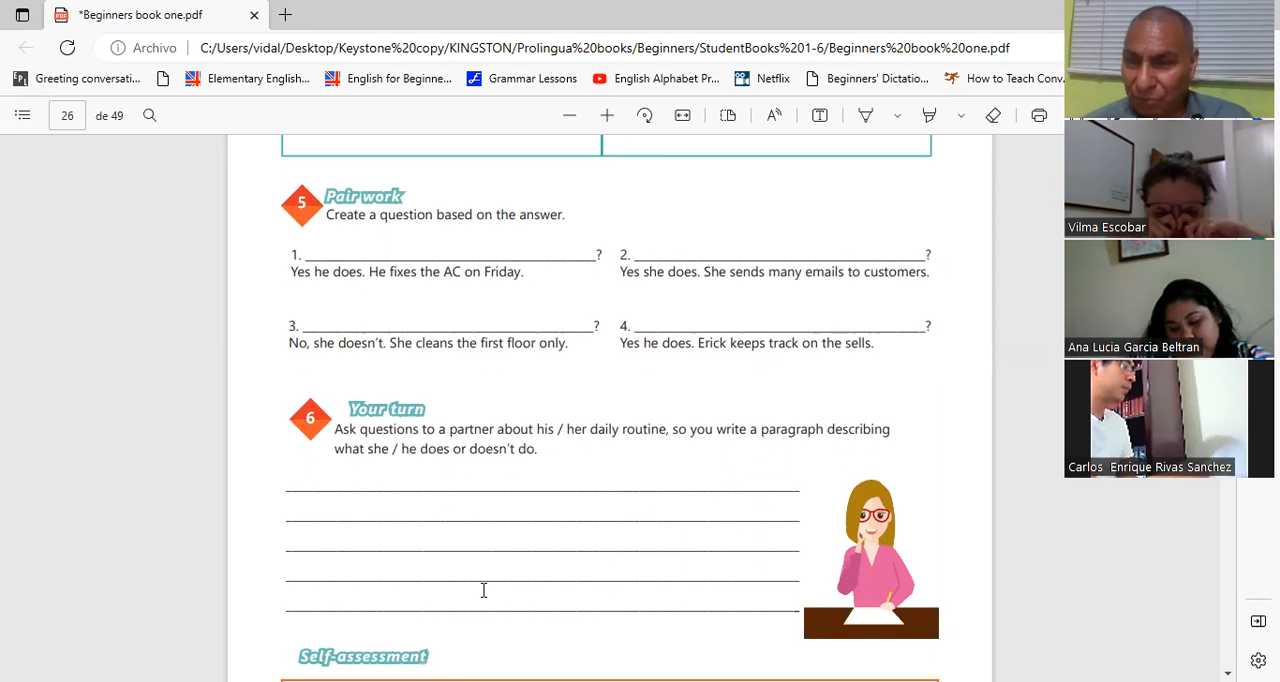 *Beginners book one.pdf
Archivo
C:/Users/vidal/Desktop/Keystone%20copy/KINGSTON/Prolingua%20books/Beginners/StudentBooks%201-6/Beginners%20book%20one.pdf
Greeting conversati...
Elementary English...
English for Beginne...
Grammar Lessons
English Alphabet Pr...
Netflix
Beginners' Dictatio...
How to Teach Conv
26
de 49
5
Pair work
Create a question based on the answer.
1. ______________________________?
2. ______________________________?
Yes he does. He fixes the AC on Friday.
Yes she does. She sends many emails to customers.
3. ______________________________?
4. ______________________________?
No, she doesn't. She cleans the first floor only.
Yes he does. Erick keeps track on the sells.
6
Your turn
Ask questions to a partner about his / her daily routine, so you write a paragraph describing
what she / he does or doesn't do.
Self-assessment
Vilma Escobar
Ana Lucia Garcia Beltran
Carlos Enrique Rivas Sanchez